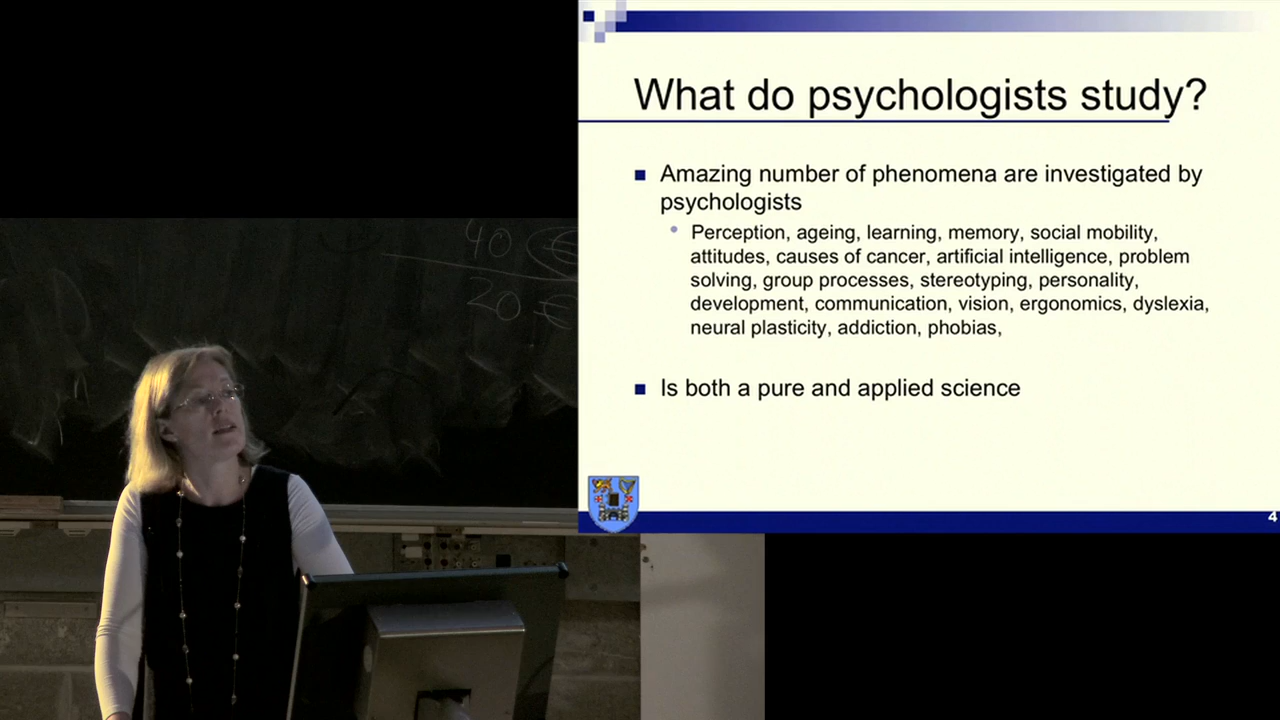 What do psychologists study?
Amazing number of phenomena are investigated by
psychologists
Perception, ageing, learning, memory, social mobility,
attitudes, causes of cancer, artificial intelligence, problem
solving, group processes, stereotyping, personality,
development, communication, vision, ergonomics, dyslexia,
neural plasticity, addiction, phobias,
Is both a pure and applied science
4
40 €
20 €